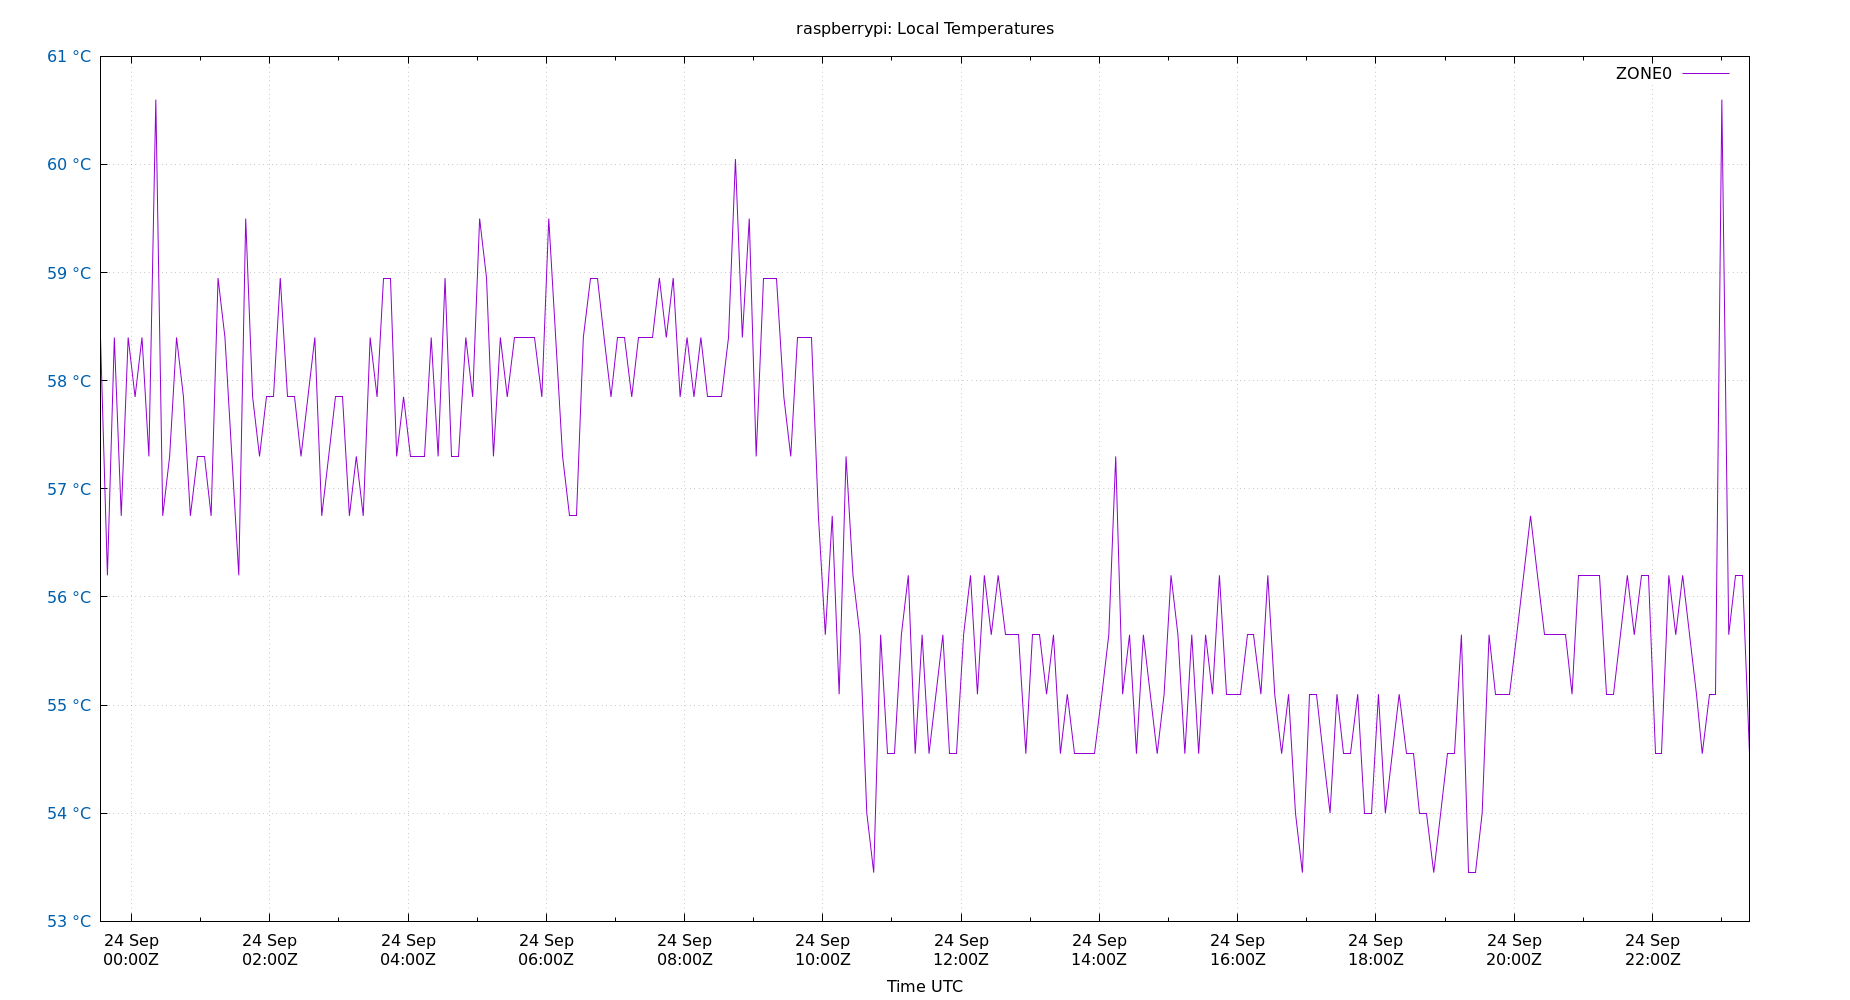 raspberrypi: Local Temperatures
61 °C
ZONE0
60 °C
59 °C
58 °C
57 °C
56 °C
55 °C
54 °C
53 °C
24 Sep 24 Sep 24 Sep 24 Sep 24 Sep 24 Sep 24 Sep 24 Sep 24 Sep 24 Sep 24 Sep 24 Sep
00:00Z 02:00Z 04:00Z 06:00Z 08:00Z 10:00Z 12:00Z 14:00Z 16:00Z 18:00Z 20:00Z 22:00Z
Time UTC